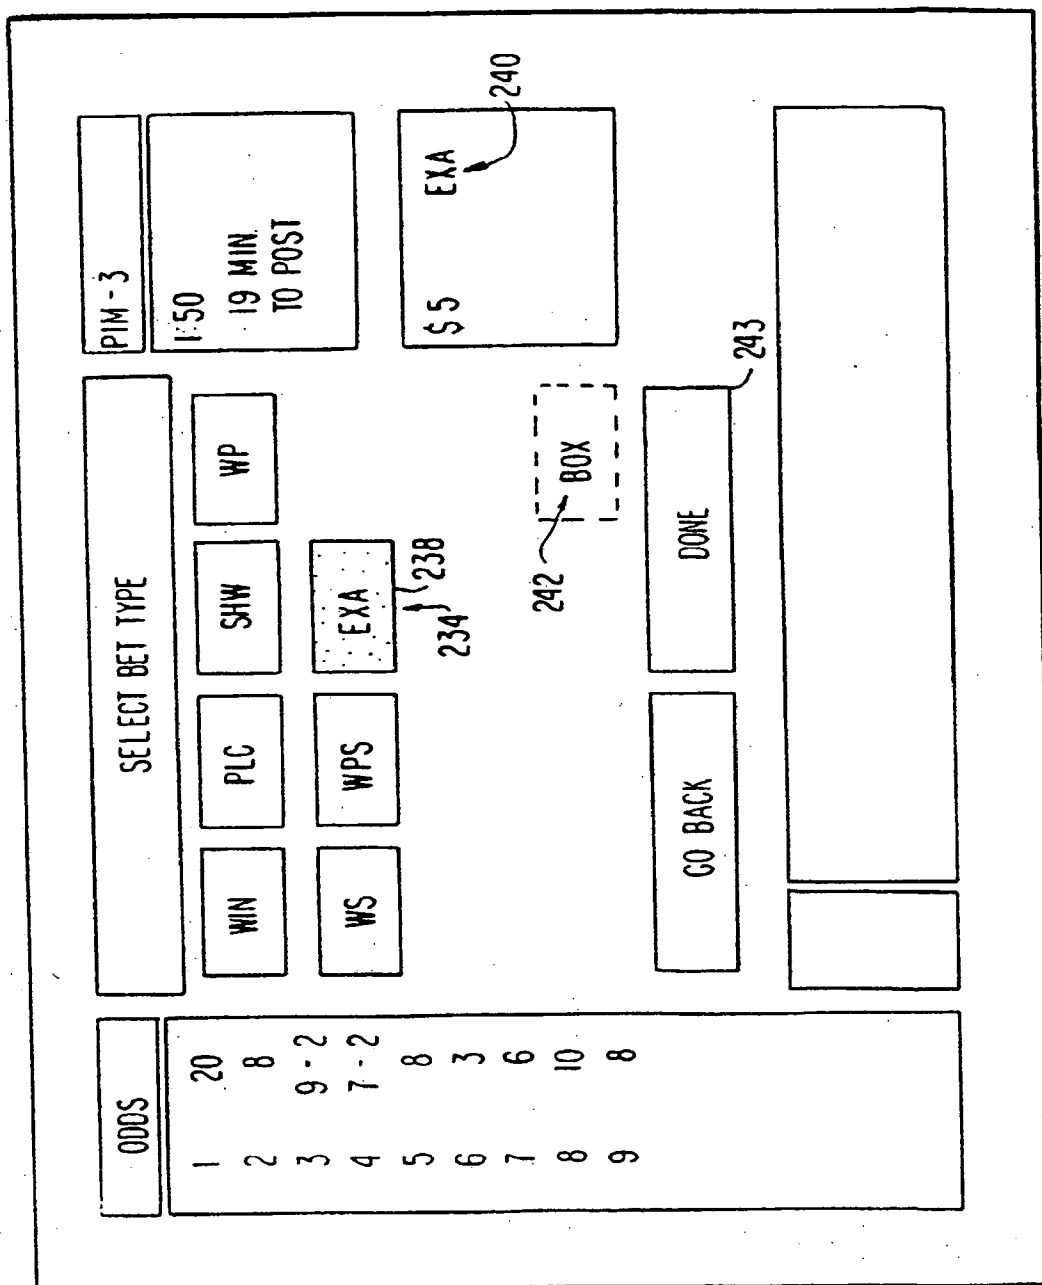 ODDS
1 20
2 8
3 9-2
4 7-2
5 8
6 3
7 6
8 10
9 8
SELECT BET TYPE
WIN PLC SHW WP
WS WPS EXA
234 238
242
BOX
GO BACK DONE
243
PIM-3
1:50
19 MIN.
TO POST
$5 EXA
240